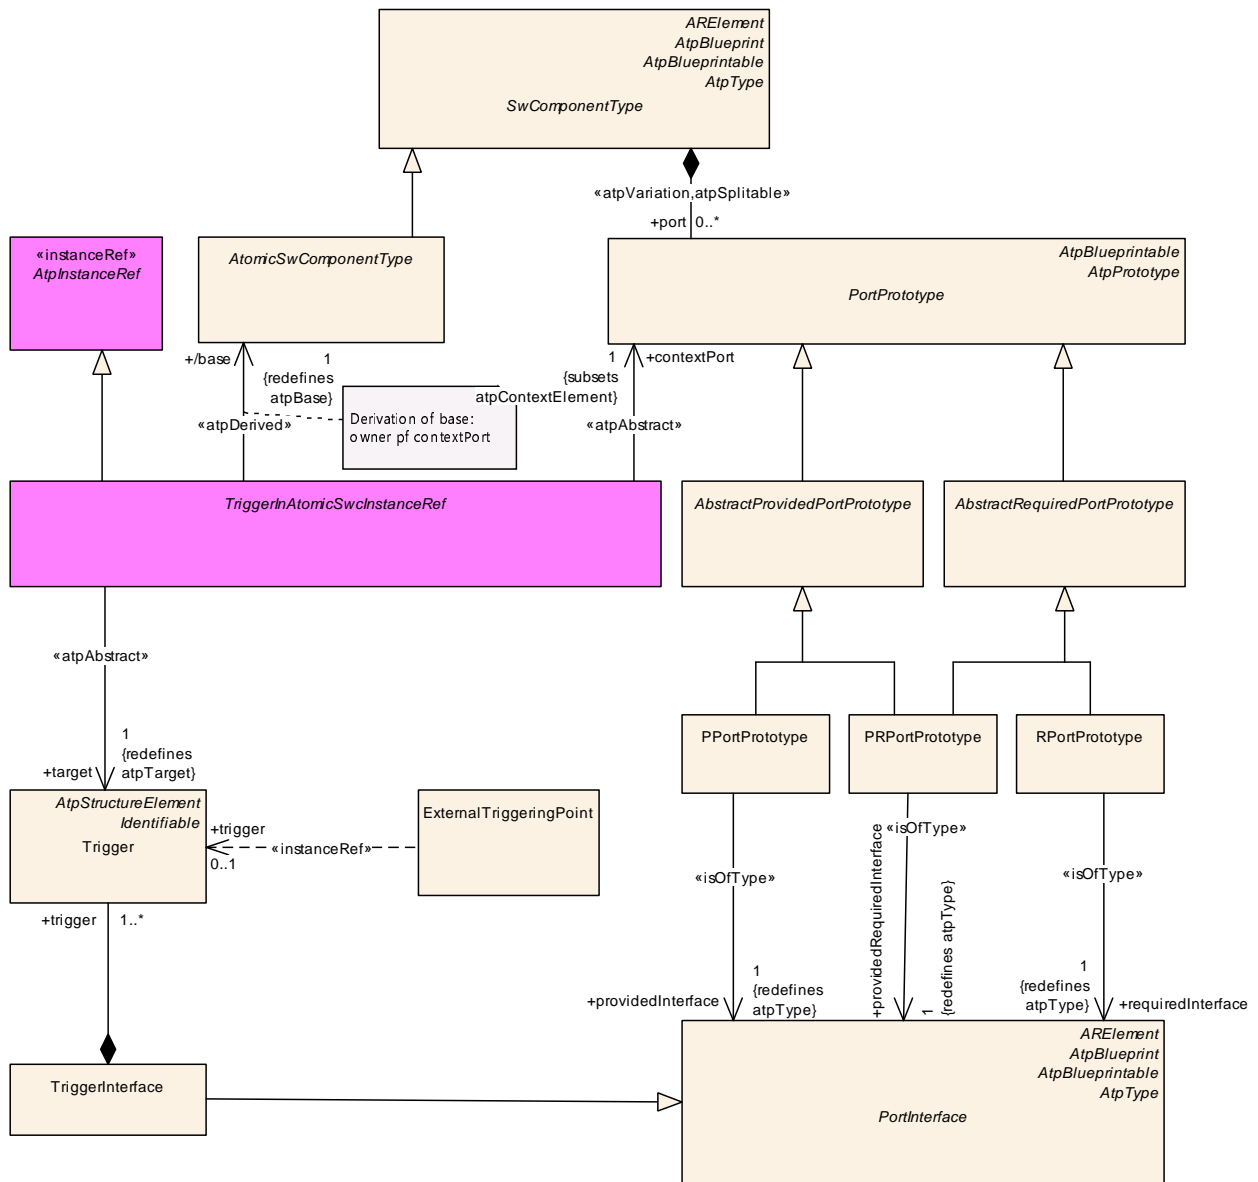 ARElement
AtpBlueprint
AtpBlueprintable
AtpType
SwComponentType
«atpVariation,atpSplitable»
+port 0..*
«instanceRef»
AtpInstanceRef
AtomicSwComponentType
AtpBlueprintable
AtpPrototype
PortPrototype
+/base
1
{redefines
atpBase}
«atpDerived»
Derivation of base:
owner pf contextPort
1
{subsets
atpContextElement}
+contextPort
«atpAbstract»
TriggerInAtomicSwcInstanceRef
AbstractProvidedPortPrototype
AbstractRequiredPortPrototype
«atpAbstract»
1
{redefines
atpTarget}
+target
PPortPrototype
PRPortPrototype
RPortPrototype
AtpStructureElement
Identifiable
Trigger
+trigger
0..1
«instanceRef»
ExternalTriggeringPoint
«isOfType»
«isOfType»
«isOfType»
+trigger 1..*
+providedInterface
1
{redefines
atpType}
+providedRequiredInterface
1
{redefines atpType}
1
{redefines
atpType}
+requiredInterface
TriggerInterface
ARElement
AtpBlueprint
AtpBlueprintable
AtpType
PortInterface